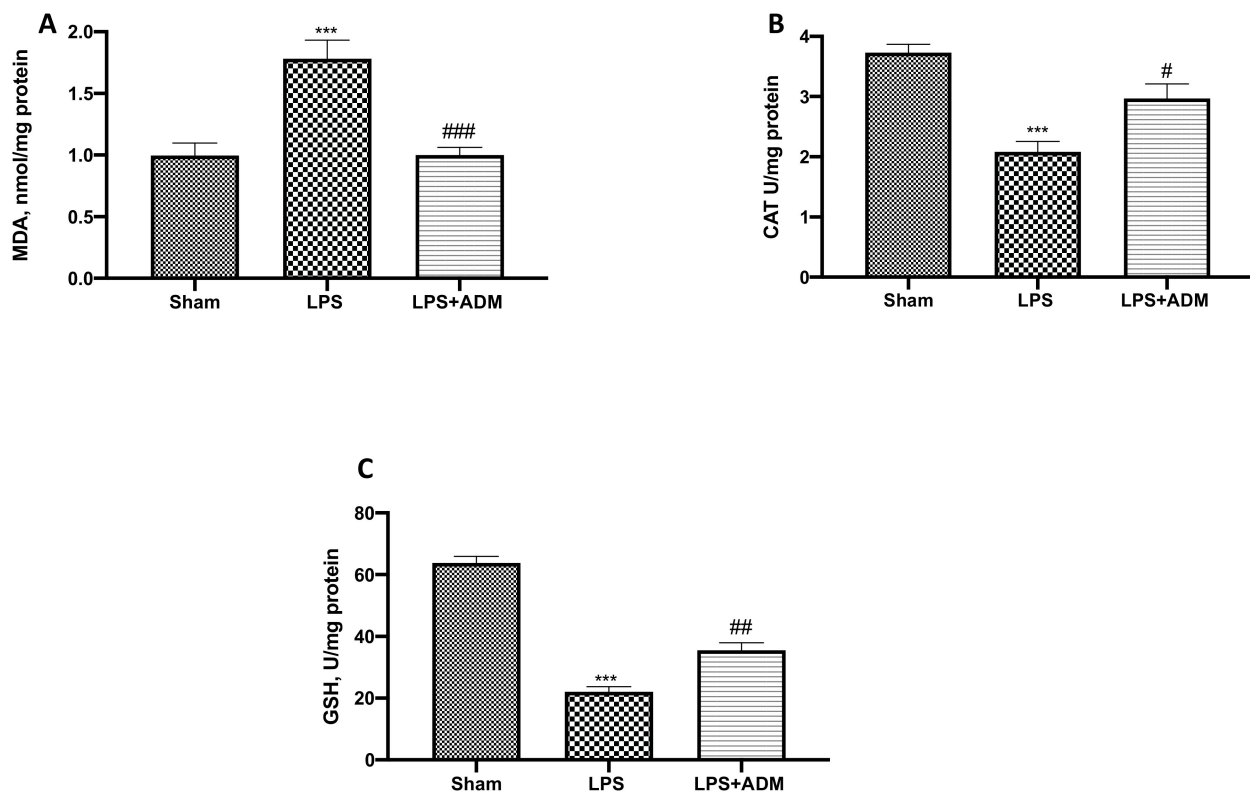 A
MDA, nmol/mg protein
2.0
1.5
1.0
0.5
0.0
***
###
Sham LPS LPS+ADM
B
CAT U/mg protein
4
3
2
1
0
***
#
Sham LPS LPS+ADM
C
GSH, U/mg protein
80
60
40
20
0
***
##
Sham LPS LPS+ADM